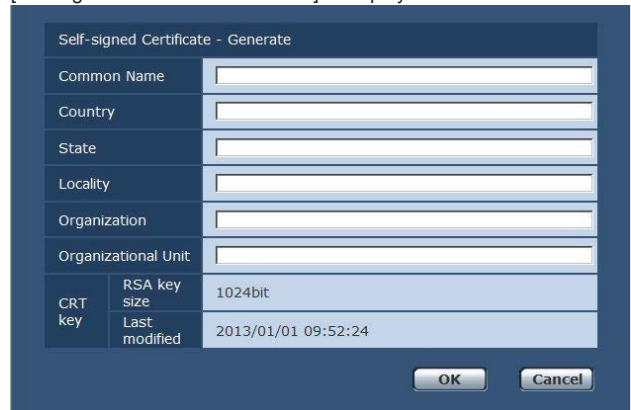 Self-signed Certificate - Generate
Common Name
Country
State
Locality
Organization
Organizational Unit
CRT key
RSA key size
1024bit
Last modified
2013/01/01 09:52:24
OK
Cancel